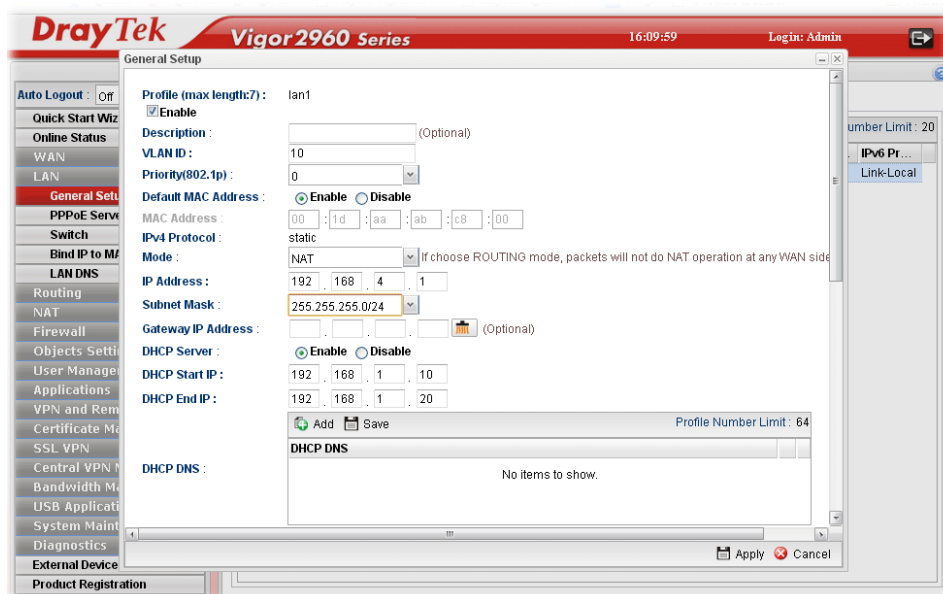 DrayTek
Vigor2960 Series
16:09:59
Login: Admin
General Setup
Auto Logout : Off
Quick Start Wiz
Online Status
WAN
LAN
General Setu
PPPoE Serve
Switch
Bind IP to MA
LAN DNS
Routing
NAT
Firewall
Objects Setti
User Manager
Applications
VPN and Rem
Certificate Ma
SSL VPN
Central VPN M
Bandwidth Ma
USB Applicati
System Maint
Diagnostics
External Device
Product Registration
Profile (max length:7) : lan1
Enable
Description : (Optional)
VLAN ID : 10
Priority(802.1p) : 0
Default MAC Address : Enable Disable
MAC Address : 00 : 1d : aa : ab : c8 : 00
IPv4 Protocol : static
Mode : NAT If choose ROUTING mode, packets will not do NAT operation at any WAN side
IP Address : 192 . 168 . 4 . 1
Subnet Mask : 255.255.255.0/24
Gateway IP Address : . . . (Optional)
DHCP Server : Enable Disable
DHCP Start IP : 192 . 168 . 1 . 10
DHCP End IP : 192 . 168 . 1 . 20
Add Save Profile Number Limit : 64
DHCP DNS
DHCP DNS :
No items to show.
Apply Cancel
umber Limit : 20
. IPv6 Pr...
Link-Local